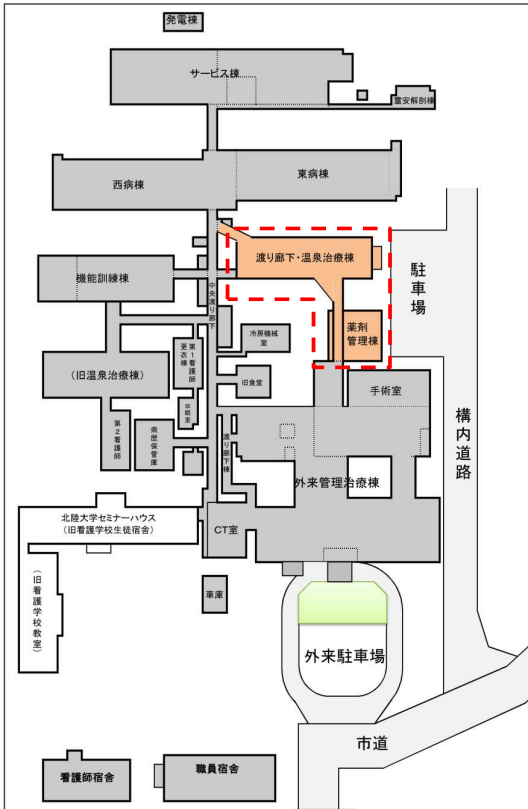 発電棟
サービス棟
霊安解剖棟
西病棟
東病棟
渡り廊下・温泉治療棟
駐車場
機能訓練棟
中央渡り廊下
薬剤
管理棟
冷房機械
室
第1看護師
更衣棟
(旧温泉治療棟)
旧食堂
手術室
構内道路
休眠室
第2看護師
病歴保管庫
渡り廊下棟
外来管理治療棟
北陸大学セミナーハウス
(旧看護学校生徒宿舎)
CT室
(旧看護学校教室)
車庫
外来駐車場
市道
看護師宿舎
職員宿舎